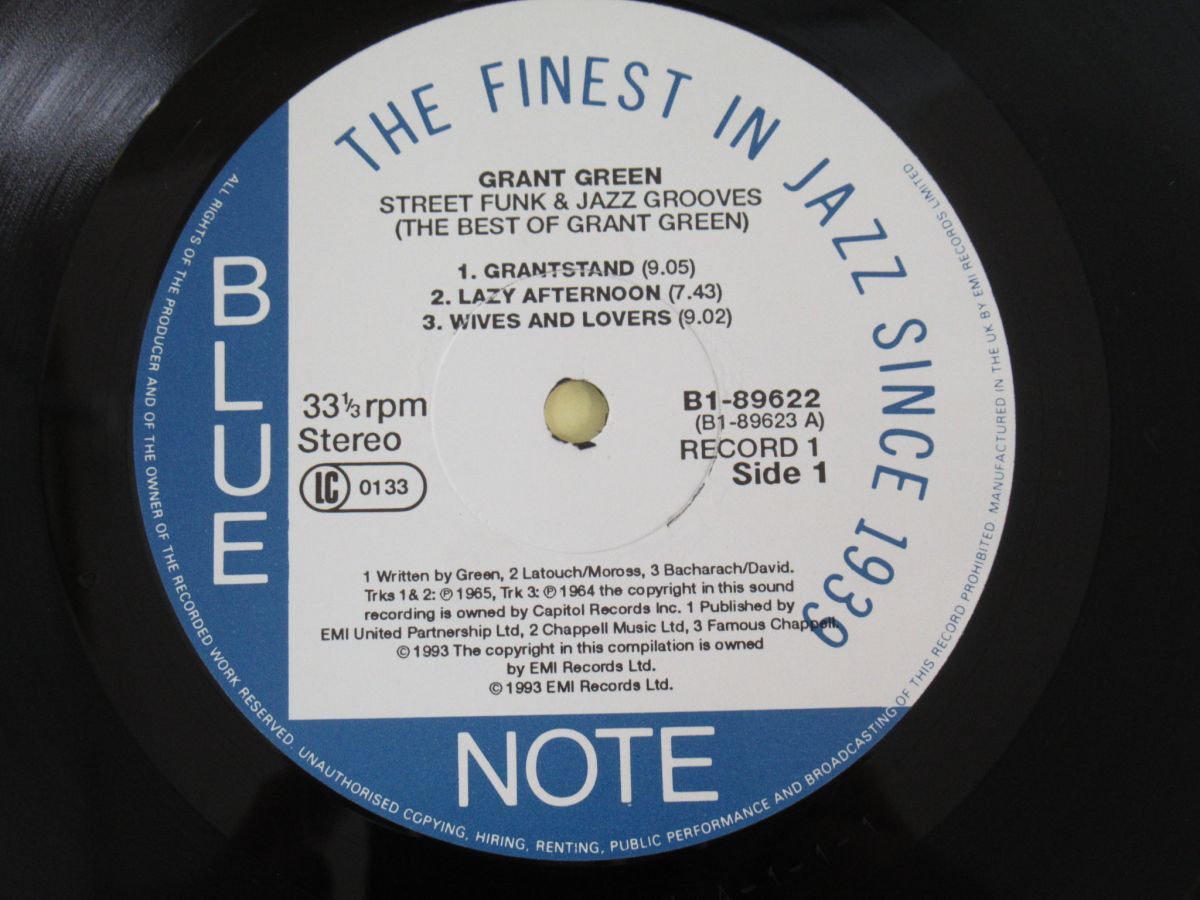 THE FINEST IN JAZZ SINCE 1939
GRANT GREEN
STREET FUNK & JAZZ GROOVES
(THE BEST OF GRANT GREEN)
1. GRANTSTAND (9.05)
2. LAZY AFTERNOON (7.43)
3. WIVES AND LOVERS (9.02)
BLUE
33⅓ rpm
Stereo
LC 0133
B1-89622
(B1-89623 A)
RECORD 1
Side 1
1 Written by Green, 2 Latouch/Moross, 3 Bacharach/David.
Trks 1 & 2: ℗ 1965, Trk 3: ℗ 1964 the copyright in this sound
recording is owned by Capitol Records Inc. 1 Published by
EMI United Partnership Ltd, 2 Chappell Music Ltd, 3 Famous Chappell.
© 1993 The copyright in this compilation is owned
by EMI Records Ltd.
© 1993 EMI Records Ltd.
NOTE
ALL RIGHTS OF THE PRODUCER AND OF THE OWNER OF THE RECORDED WORK RESERVED. UNAUTHORISED COPYING, HIRING, RENTING, PUBLIC PERFORMANCE AND BROADCASTING OF THIS RECORD PROHIBITED. MANUFACTURED IN THE UK BY EMI RECORDS LIMITED